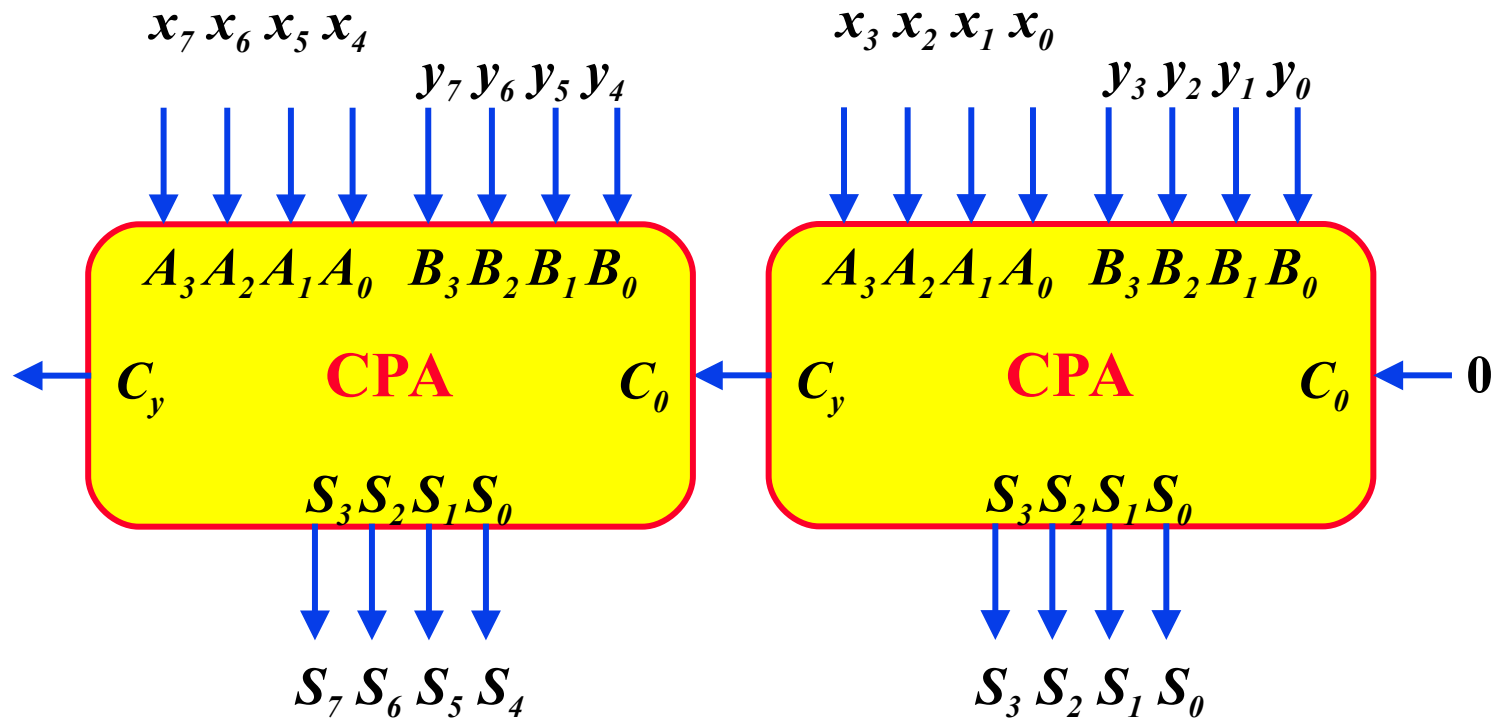 x₇ x₆ x₅ x₄
y₇ y₆ y₅ y₄
A₃ A₂ A₁ A₀ B₃ B₂ B₁ B₀
Cᵧ CPA C₀
S₃ S₂ S₁ S₀
S₇ S₆ S₅ S₄
x₃ x₂ x₁ x₀
y₃ y₂ y₁ y₀
A₃ A₂ A₁ A₀ B₃ B₂ B₁ B₀
Cᵧ CPA C₀ 0
S₃ S₂ S₁ S₀
S₃ S₂ S₁ S₀